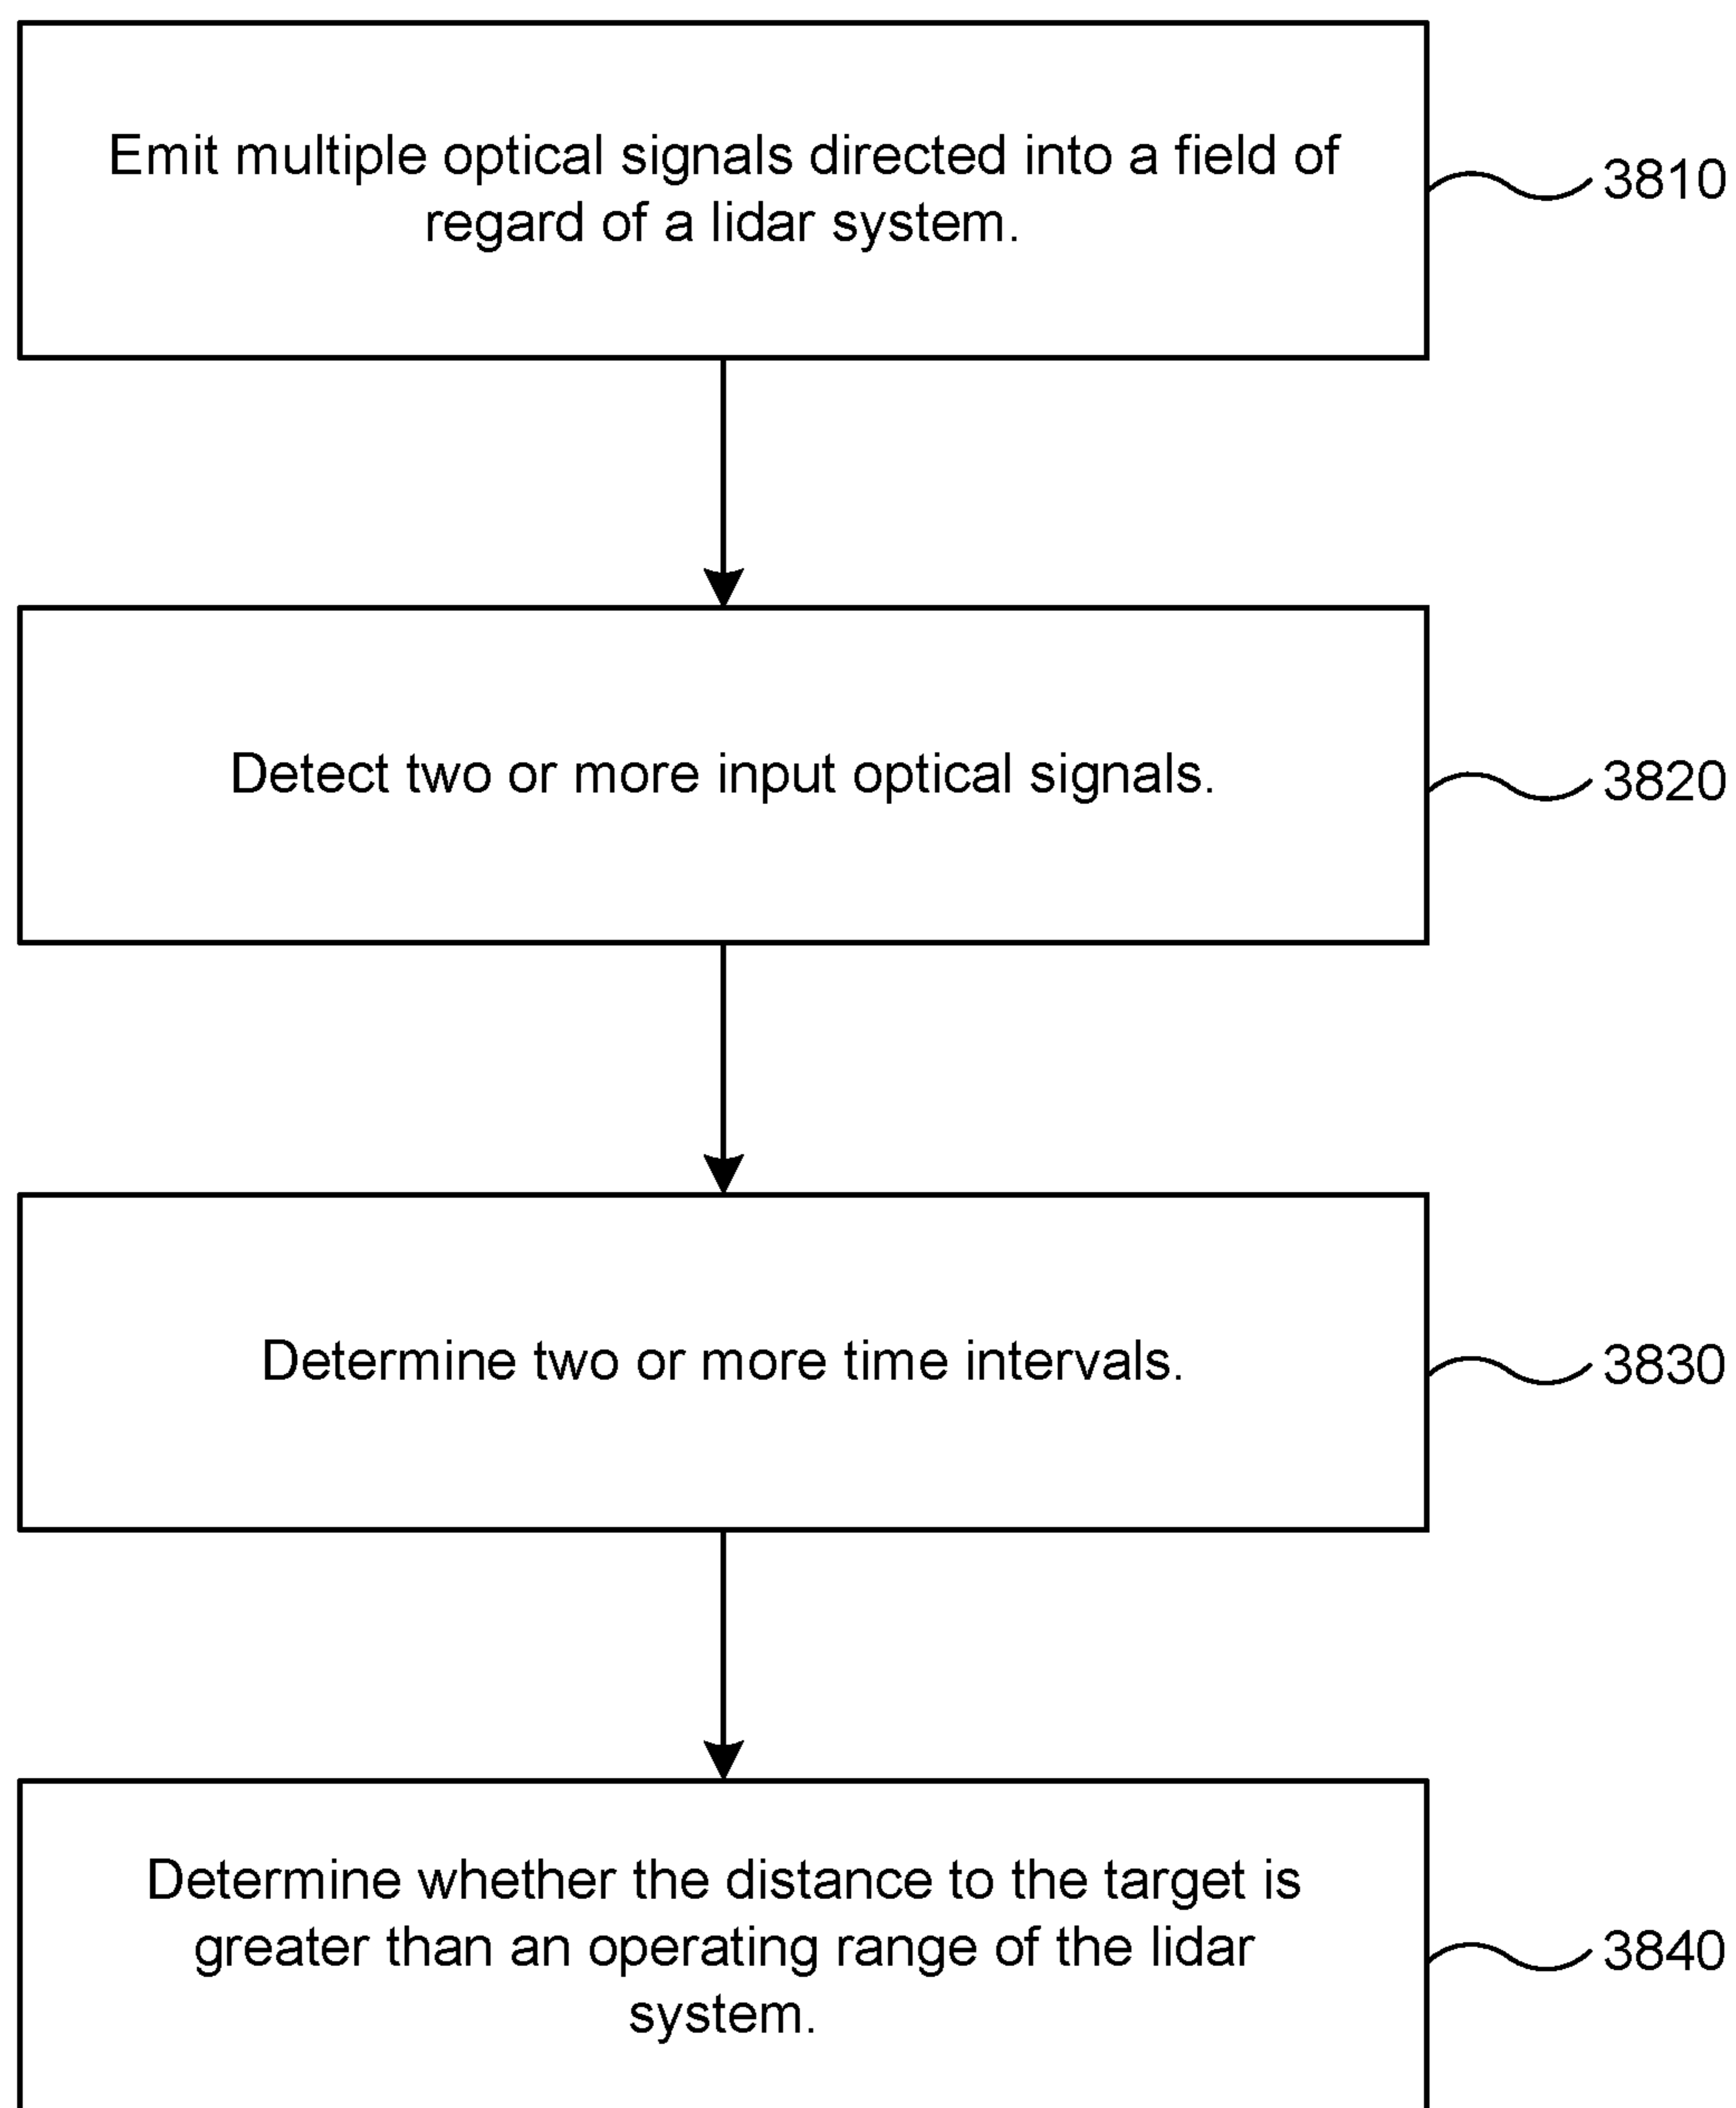 Emit multiple optical signals directed into a field of
regard of a lidar system.
3810
Detect two or more input optical signals.
3820
Determine two or more time intervals.
3830
Determine whether the distance to the target is
greater than an operating range of the lidar
system.
3840